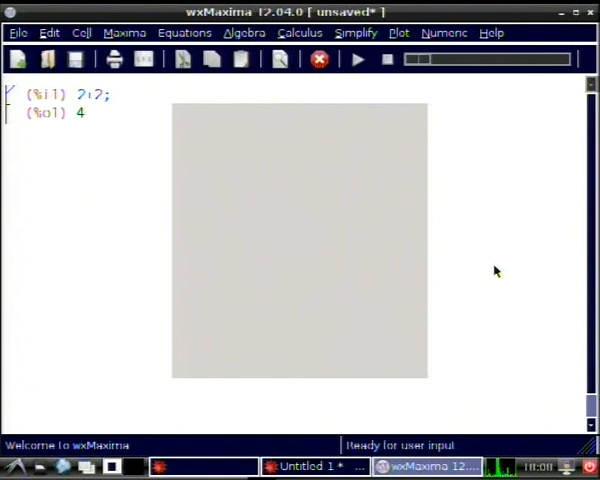 wxMaxima 12.04.0 [ unsaved* ]
File Edit Cell Maxima Equations Algebra Calculus Simplify Plot Numeric Help
(%i1) 2+2;
(%o1) 4
Welcome to wxMaxima
Ready for user input
Untitled 1 * ...
wxMaxima 12....
18:08